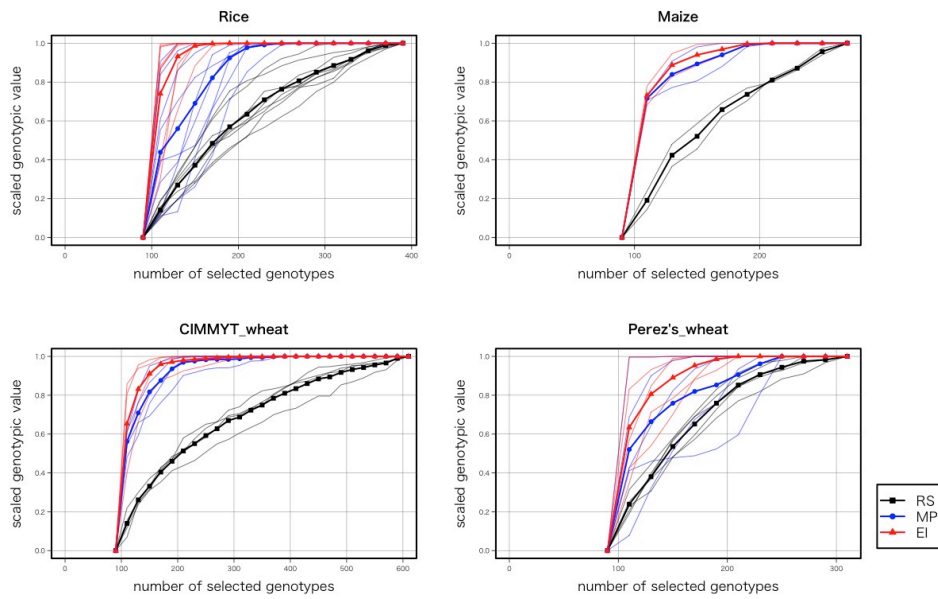 Rice
scaled genotypic value
1.0
0.8
0.6
0.4
0.2
0.0
0 100 200 300 400
number of selected genotypes
Maize
scaled genotypic value
1.0
0.8
0.6
0.4
0.2
0.0
0 100 200
number of selected genotypes
CIMMYT_wheat
scaled genotypic value
1.0
0.8
0.6
0.4
0.2
0.0
0 100 200 300 400 500 600
number of selected genotypes
Perez's_wheat
scaled genotypic value
1.0
0.8
0.6
0.4
0.2
0.0
0 100 200 300
number of selected genotypes
RS
MP
EI